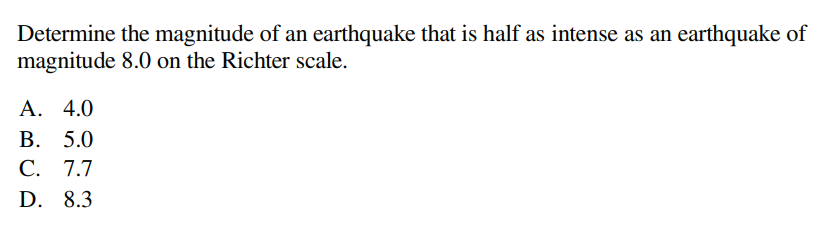 Determine the magnitude of an earthquake that is half as intense as an earthquake of
magnitude 8.0 on the Richter scale.
A. 4.0
B. 5.0
C. 7.7
D. 8.3